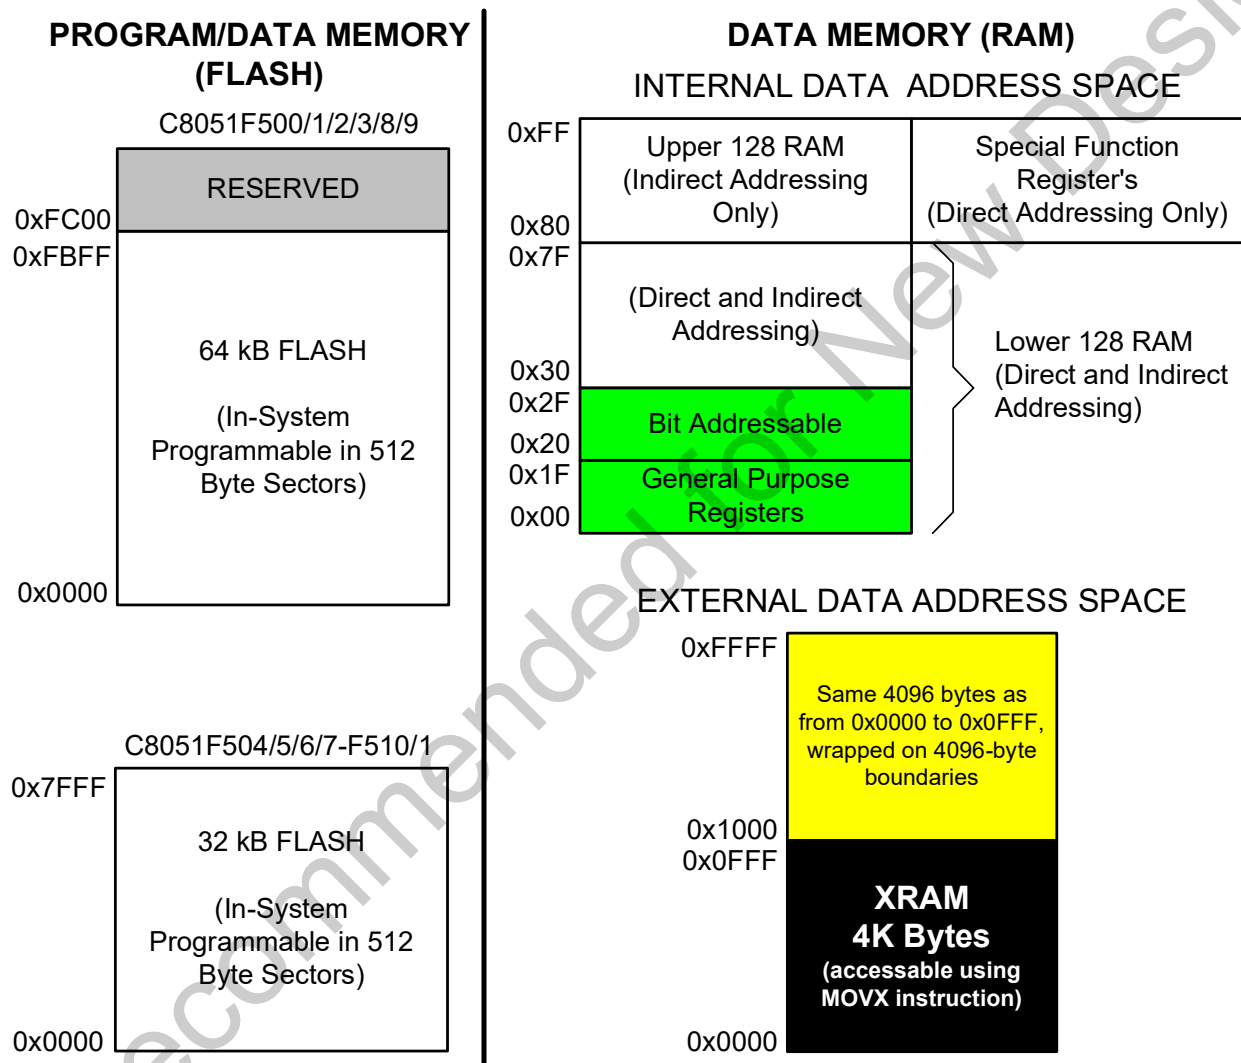 PROGRAM/DATA MEMORY
(FLASH)
C8051F500/1/2/3/8/9
RESERVED
0xFC00
0xFBFF
64 kB FLASH
(In-System
Programmable in 512
Byte Sectors)
0x0000
C8051F504/5/6/7-F510/1
0x7FFF
32 kB FLASH
(In-System
Programmable in 512
Byte Sectors)
0x0000
DATA MEMORY (RAM)
INTERNAL DATA ADDRESS SPACE
0xFF
Upper 128 RAM
(Indirect Addressing
Only)
Special Function
Register's
(Direct Addressing Only)
0x80
0x7F
(Direct and Indirect
Addressing)
Lower 128 RAM
(Direct and Indirect
Addressing)
0x30
0x2F
Bit Addressable
0x20
0x1F
General Purpose
Registers
0x00
EXTERNAL DATA ADDRESS SPACE
0xFFFF
Same 4096 bytes as
from 0x0000 to 0x0FFF,
wrapped on 4096-byte
boundaries
0x1000
0x0FFF
XRAM
4K Bytes
(accessable using
MOVX instruction)
0x0000
ecommended for New Desi